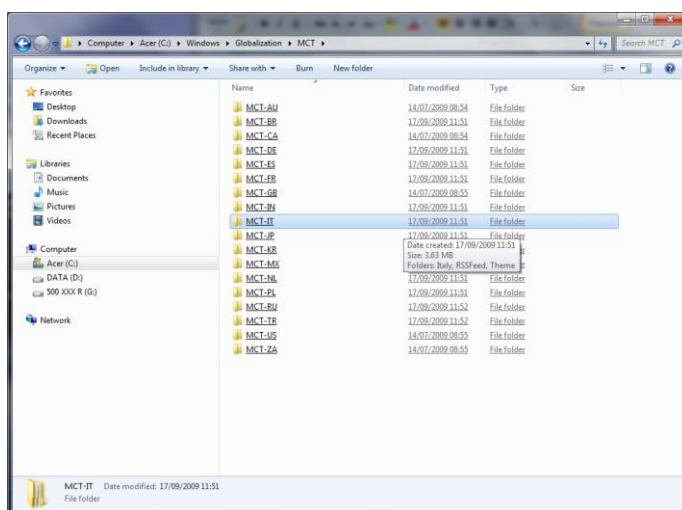 Computer ▸ Acer (C:) ▸ Windows ▸ Globalization ▸ MCT ▸
Search MCT
Organize ▾ Open Include in library ▾ Share with ▾ Burn New folder
Favorites
Desktop
Downloads
Recent Places
Libraries
Documents
Music
Pictures
Videos
Computer
Acer (C:)
DATA (D:)
500 XXX R (G:)
Network
Name Date modified Type Size
MCT-AU 14/07/2009 08:54 File folder
MCT-BR 17/09/2009 11:51 File folder
MCT-CA 14/07/2009 08:54 File folder
MCT-DE 17/09/2009 11:51 File folder
MCT-ES 17/09/2009 11:51 File folder
MCT-FR 17/09/2009 11:51 File folder
MCT-GB 14/07/2009 08:55 File folder
MCT-IN 17/09/2009 11:51 File folder
MCT-IT 17/09/2009 11:51 File folder
MCT-JP 17/09/2009 11:51 File folder
MCT-KR
MCT-MX
MCT-NL 17/09/2009 11:51 File folder
MCT-PL 17/09/2009 11:51 File folder
MCT-RU 17/09/2009 11:52 File folder
MCT-TR 17/09/2009 11:52 File folder
MCT-US 14/07/2009 08:55 File folder
MCT-ZA 14/07/2009 08:55 File folder
Date created: 17/09/2009 11:51
Size: 3.63 MB
Folders: Italy, RSSFeed, Theme
MCT-IT Date modified: 17/09/2009 11:51
File folder